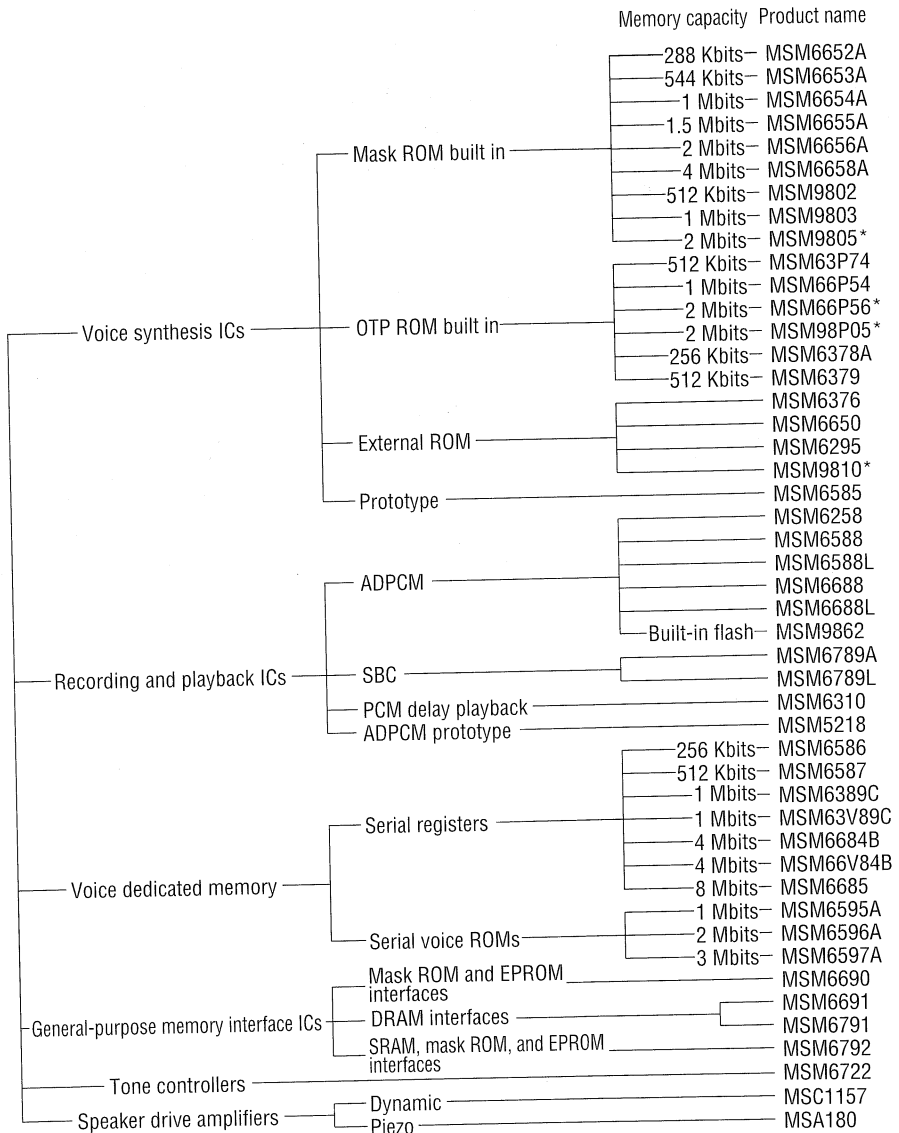 Memory capacity Product name
288 Kbits MSM6652A
544 Kbits MSM6653A
1 Mbits MSM6654A
1.5 Mbits MSM6655A
Mask ROM built in 2 Mbits MSM6656A
4 Mbits MSM6658A
512 Kbits MSM9802
1 Mbits MSM9803
2 Mbits MSM9805*
512 Kbits MSM63P74
1 Mbits MSM66P54
2 Mbits MSM66P56*
Voice synthesis ICs OTP ROM built in 2 Mbits MSM98P05*
256 Kbits MSM6378A
512 Kbits MSM6379
MSM6376
MSM6650
External ROM MSM6295
MSM9810*
Prototype MSM6585
MSM6258
MSM6588
MSM6588L
ADPCM MSM6688
MSM6688L
Built-in flash MSM9862
MSM6789A
Recording and playback ICs SBC MSM6789L
PCM delay playback MSM6310
ADPCM prototype MSM5218
256 Kbits MSM6586
512 Kbits MSM6587
1 Mbits MSM6389C
Serial registers 1 Mbits MSM63V89C
4 Mbits MSM6684B
4 Mbits MSM66V84B
Voice dedicated memory 8 Mbits MSM6685
1 Mbits MSM6595A
Serial voice ROMs 2 Mbits MSM6596A
3 Mbits MSM6597A
Mask ROM and EPROM
interfaces MSM6690
MSM6691
General-purpose memory interface ICs DRAM interfaces
MSM6791
SRAM, mask ROM, and EPROM
interfaces MSM6792
Tone controllers MSM6722
Dynamic MSC1157
Speaker drive amplifiers
Piezo MSA180